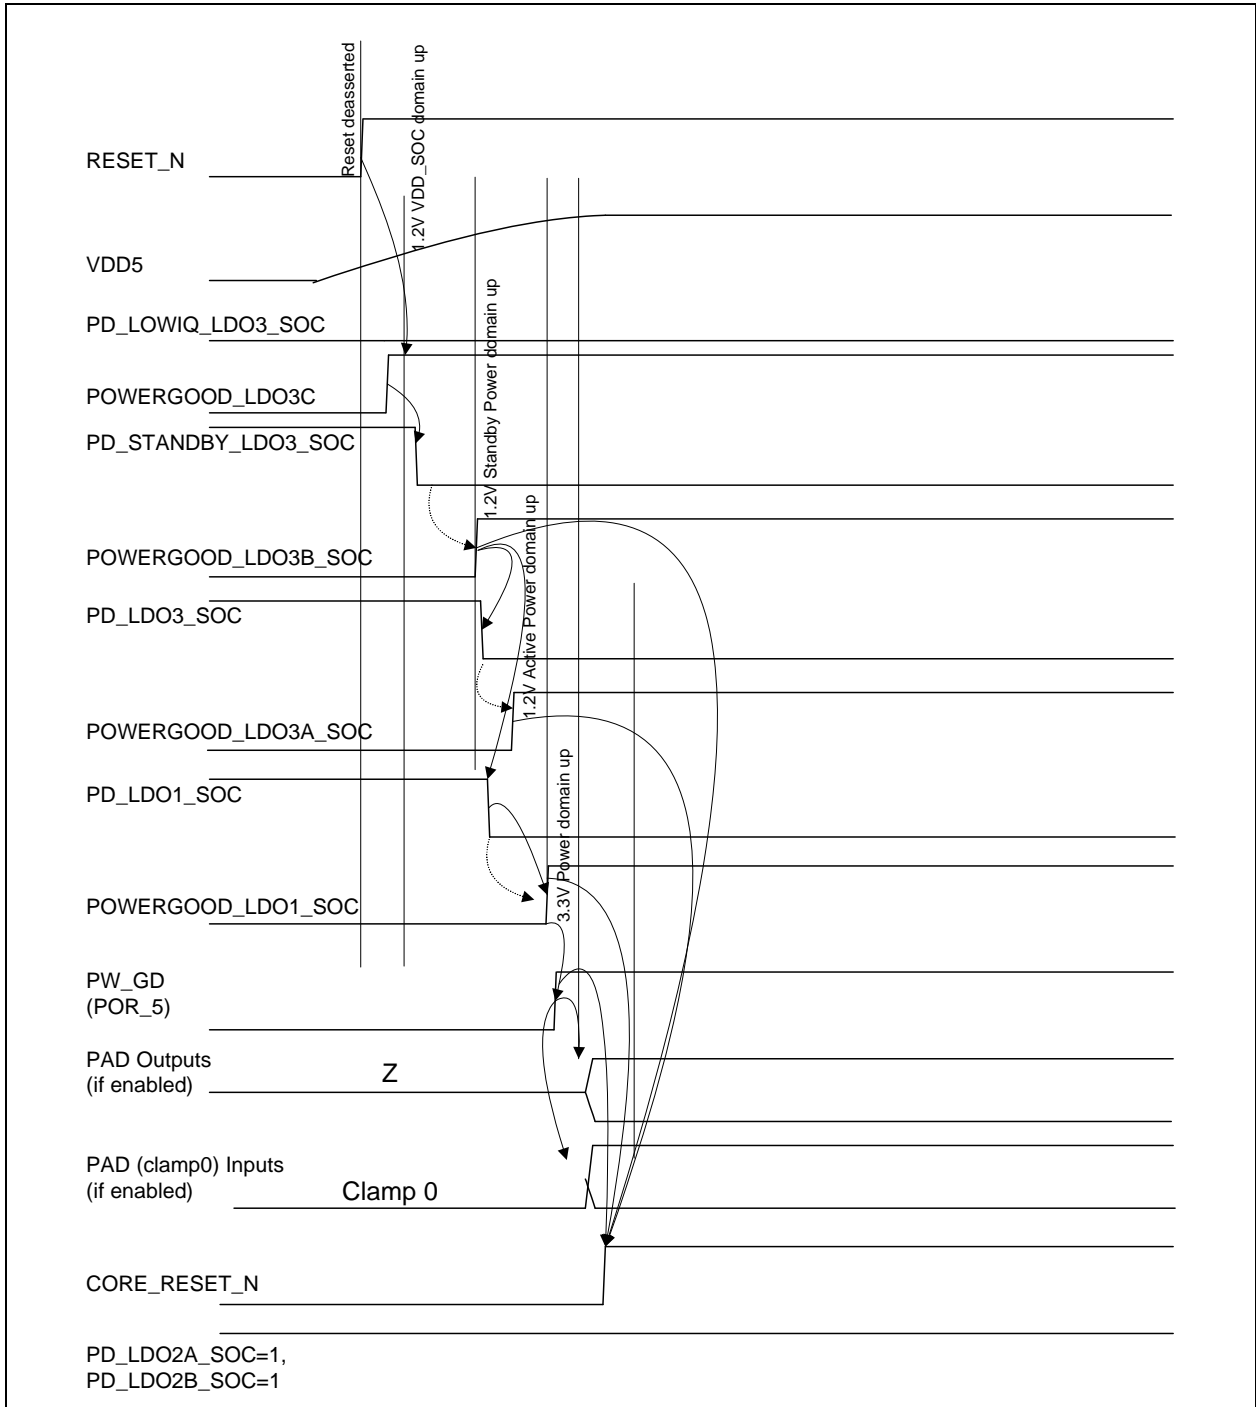 Reset deasserted
1.2V VDD_SOC domain up
RESET_N
VDD5
PD_LOWIQ_LDO3_SOC
1.2V Standby Power domain up
POWERGOOD_LDO3C
PD_STANDBY_LDO3_SOC
1.2V Active Power domain up
POWERGOOD_LDO3B_SOC
PD_LDO3_SOC
POWERGOOD_LDO3A_SOC
PD_LDO1_SOC
3.3V Power domain up
POWERGOOD_LDO1_SOC
PW_GD
(POR_5)
PAD Outputs
(if enabled)
Z
PAD (clamp0) Inputs
(if enabled)
Clamp 0
CORE_RESET_N
PD_LDO2A_SOC=1,
PD_LDO2B_SOC=1